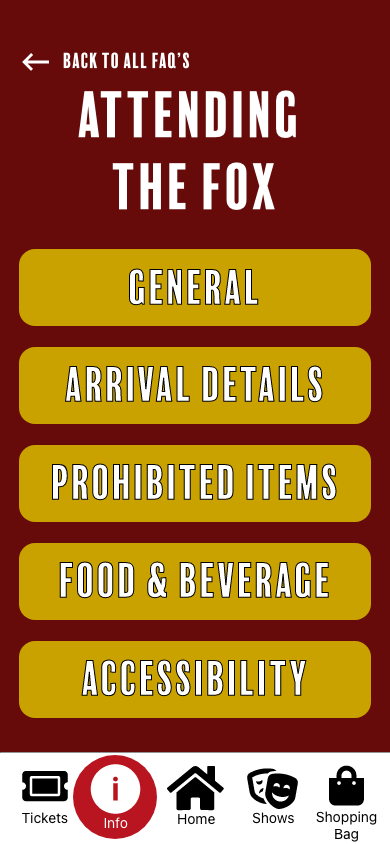 BACK TO ALL FAQ'S
ATTENDING
THE FOX
GENERAL
ARRIVAL DETAILS
PROHIBITED ITEMS
FOOD & BEVERAGE
ACCESSIBILITY
Tickets
i
Info
Home
Shows
Shopping
Bag